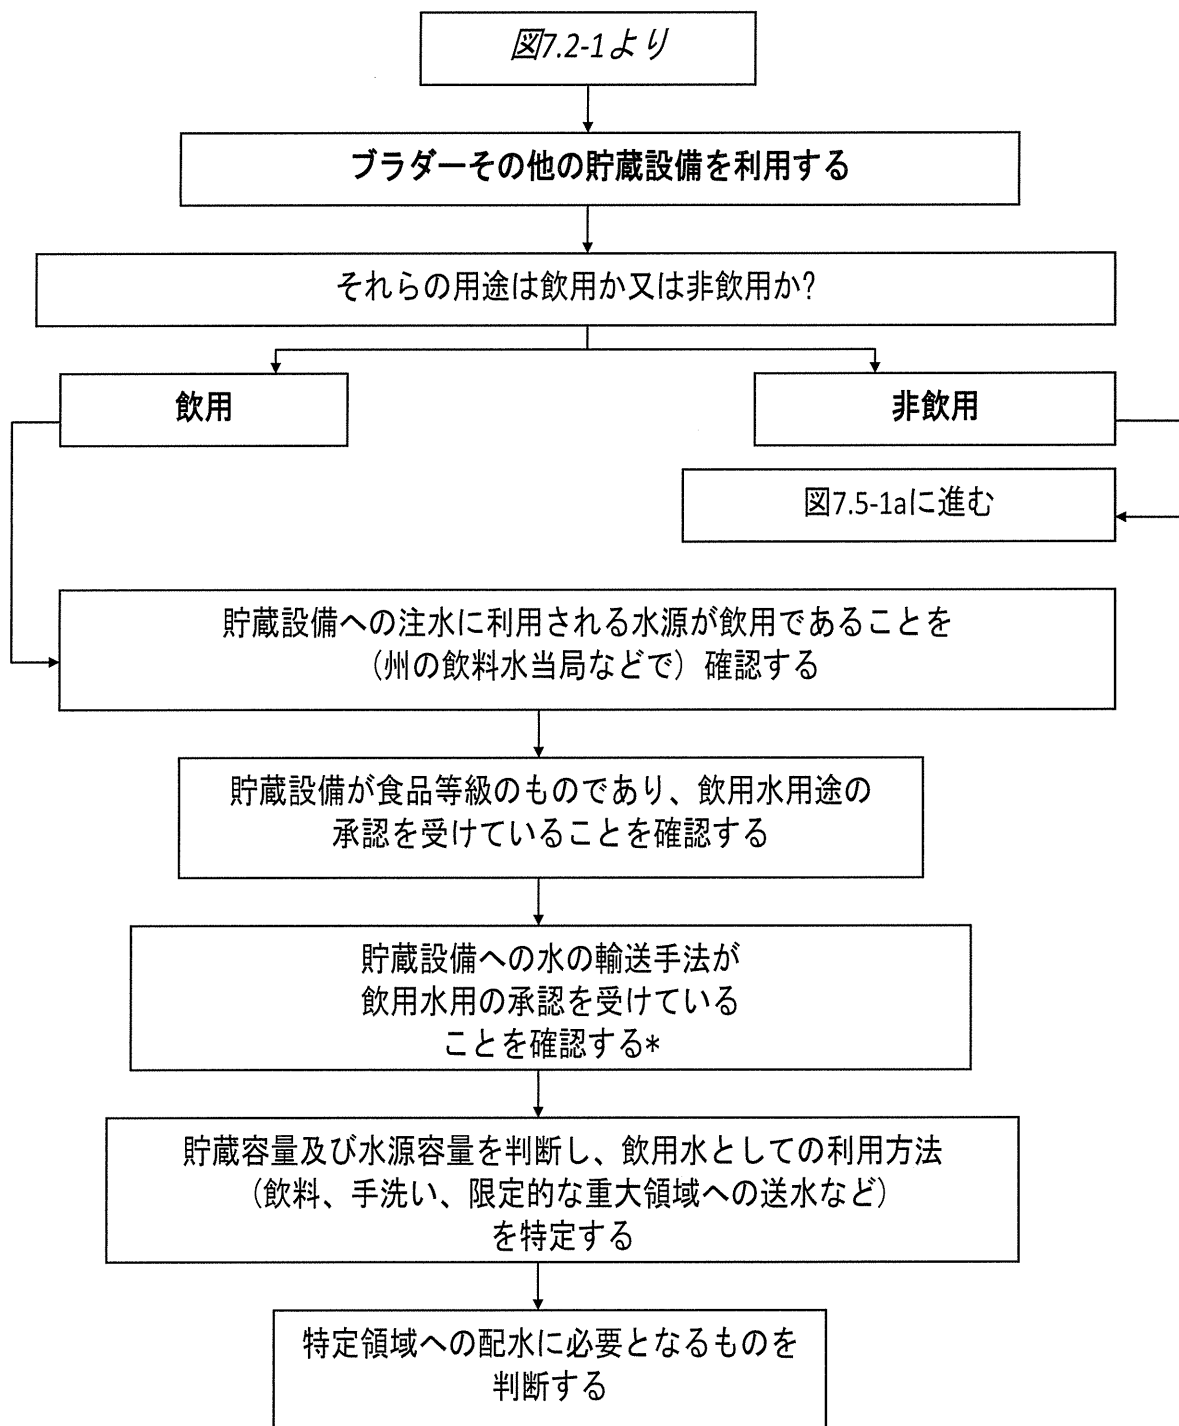 図7.2-1より
ブラダーその他の貯蔵設備を利用する
それらの用途は飲用か又は非飲用か?
飲用
非飲用
図7.5-1aに進む
貯蔵設備への注水に利用される水源が飲用であることを
（州の飲料水当局などで）確認する
貯蔵設備が食品等級のものであり、飲用水用途の
承認を受けていることを確認する
貯蔵設備への水の輸送手法が
飲用水用の承認を受けている
ことを確認する*
貯蔵容量及び水源容量を判断し、飲用水としての利用方法
（飲料、手洗い、限定的な重大領域への送水など）
を特定する
特定領域への配水に必要となるものを
判断する